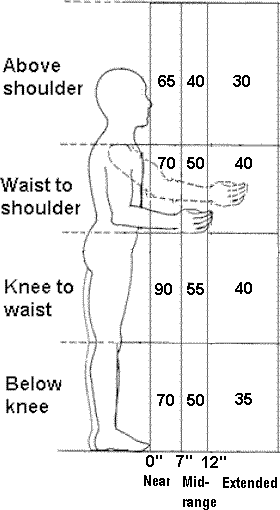 Above
shoulder
65 40 30
Waist to
shoulder
70 50 40
Knee to
waist
90 55 40
Below
knee
70 50 35
0" 7" 12"
Near Mid-
range Extended